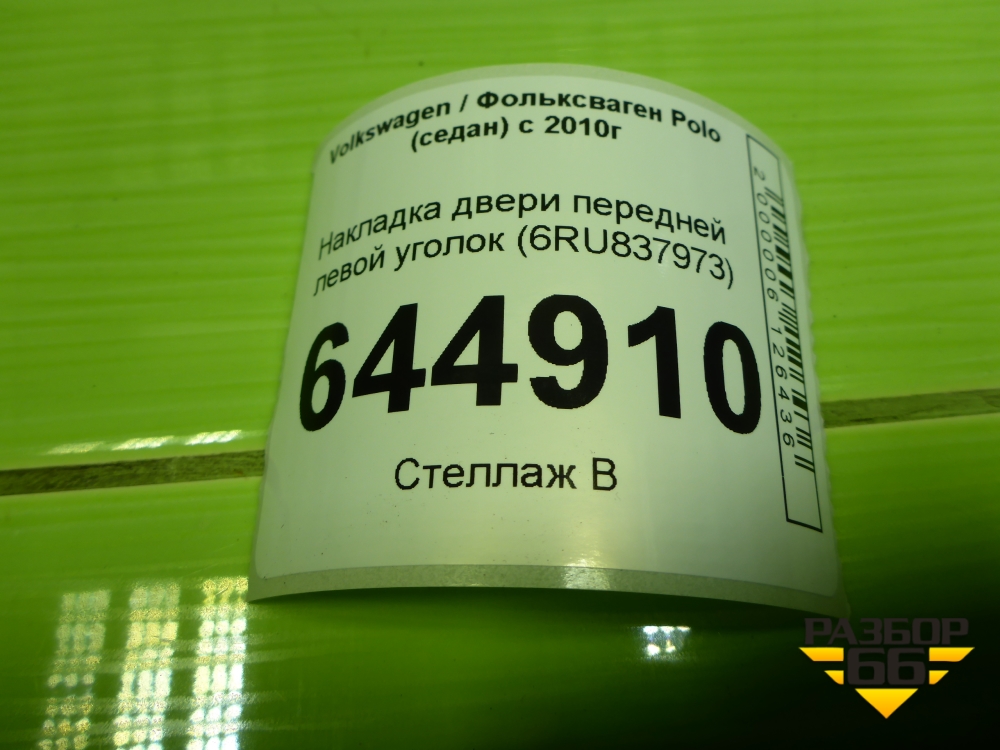 Volkswagen / Фольксваген Polo
(седан) с 2010г
Накладка двери передней
левой уголок (6RU837973)
644910
Стеллаж В
2000006126436
РАЗБОР
66